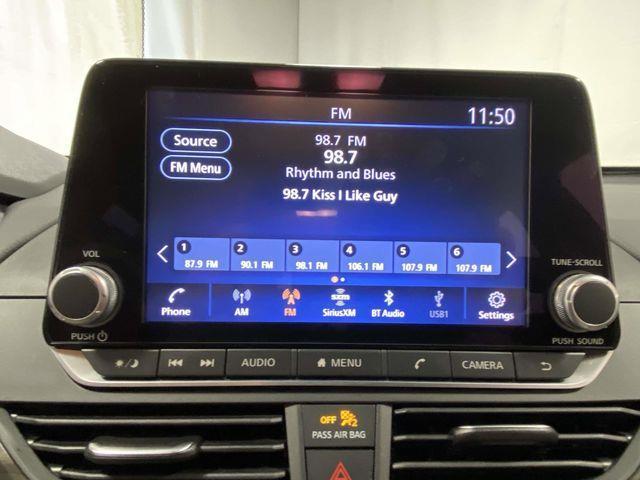 FM
11:50
Source
98.7 FM
98.7
FM Menu
Rhythm and Blues
98.7 Kiss I Like Guy
1 2 3 4 5 6
87.9 FM 90.1 FM 98.1 FM 106.1 FM 107.9 FM 107.9 FM
VOL
TUNE-SCROLL
Phone AM FM SiriusXM BT Audio USB1 Settings
sxm
PUSH
PUSH SOUND
AUDIO MENU CAMERA
OFF 2
PASS AIR BAG